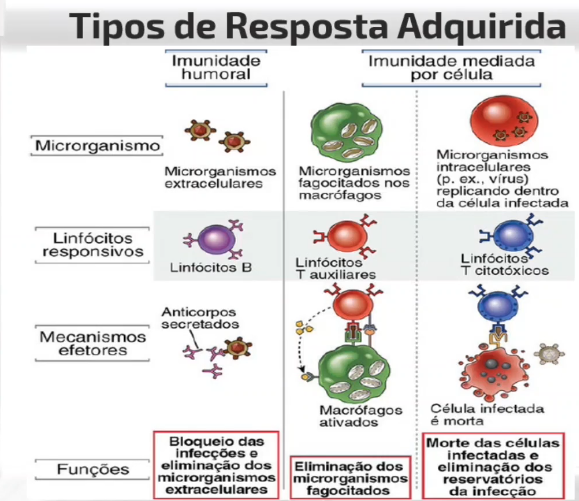 Tipos de Resposta Adquirida
Imunidade
humoral
Imunidade mediada
por célula
Microrganismo
Microrganismos
extracelulares
Microrganismos
fagocitados nos
macrófagos
Microrganismos
intracelulares
(p. ex., vírus)
replicando dentro
da célula infectada
Linfócitos
responsivos
Linfócitos B
Linfócitos
T auxiliares
Linfócitos
T citotóxicos
Mecanismos
efetores
Anticorpos
secretados
Macrófagos
ativados
Célula infectada
é morta
Funções
Bloqueio das
infecções e
eliminação dos
microrganismos
extracelulares
Eliminação dos
microrganismos
fagocitados
Morte das células
infectadas e
eliminação dos
reservatórios
da infecção